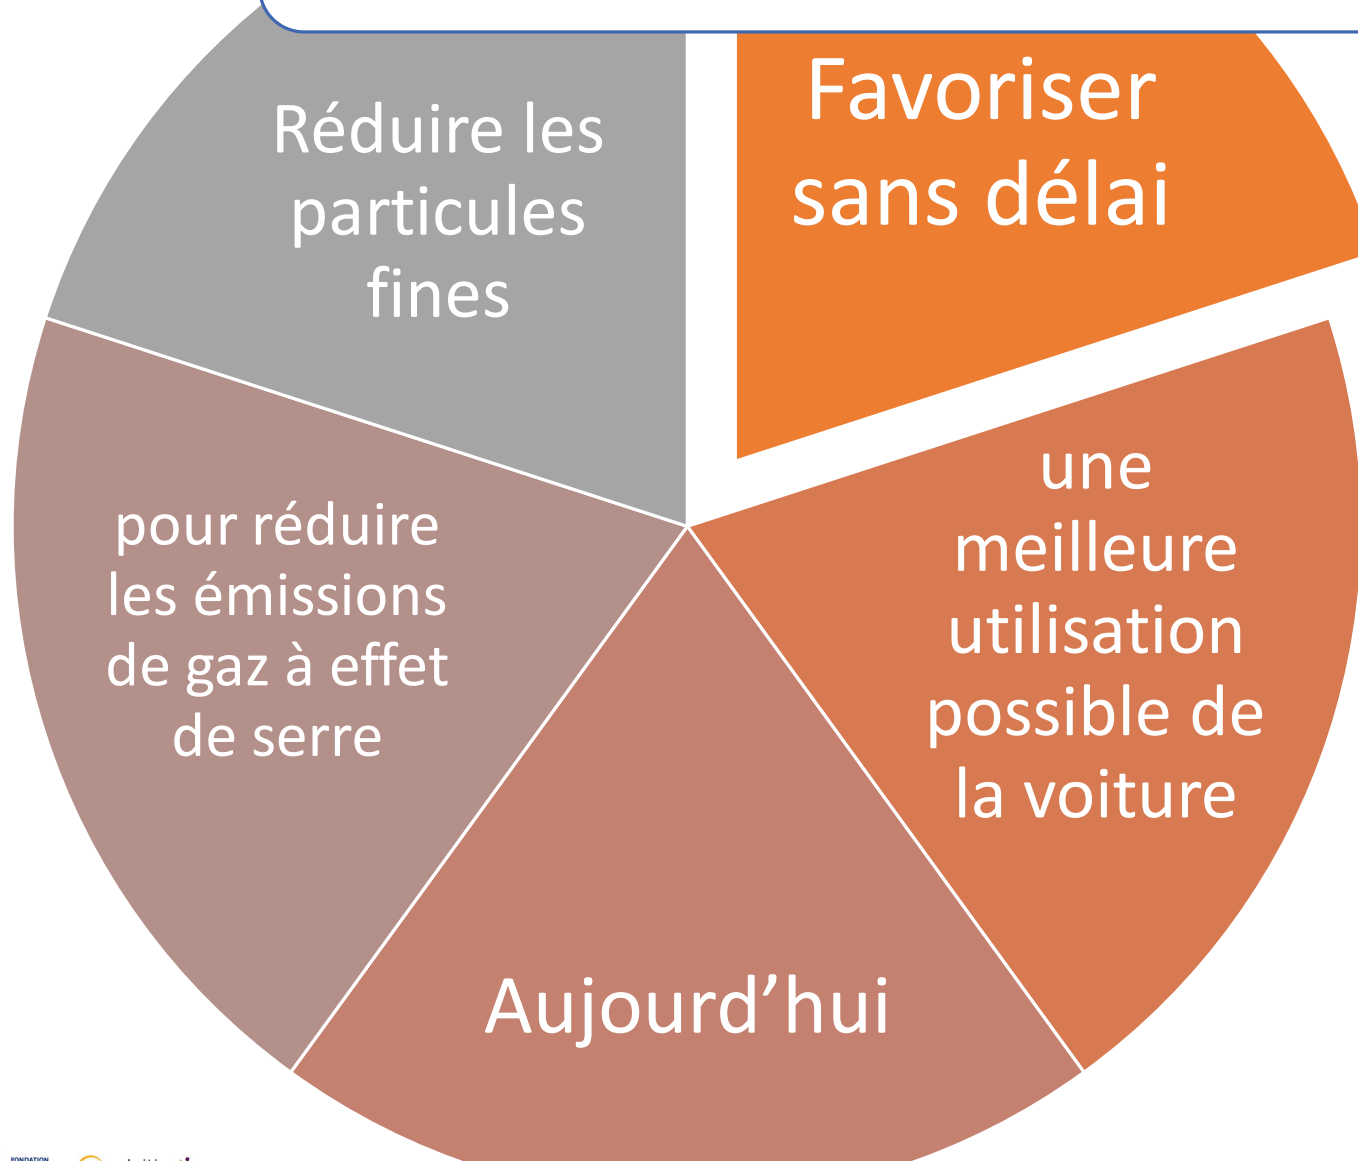 Favoriser
sans délai
une
meilleure
utilisation
possible de
la voiture
Aujourd’hui
pour réduire
les émissions
de gaz à effet
de serre
Réduire les
particules
fines
FONDATION